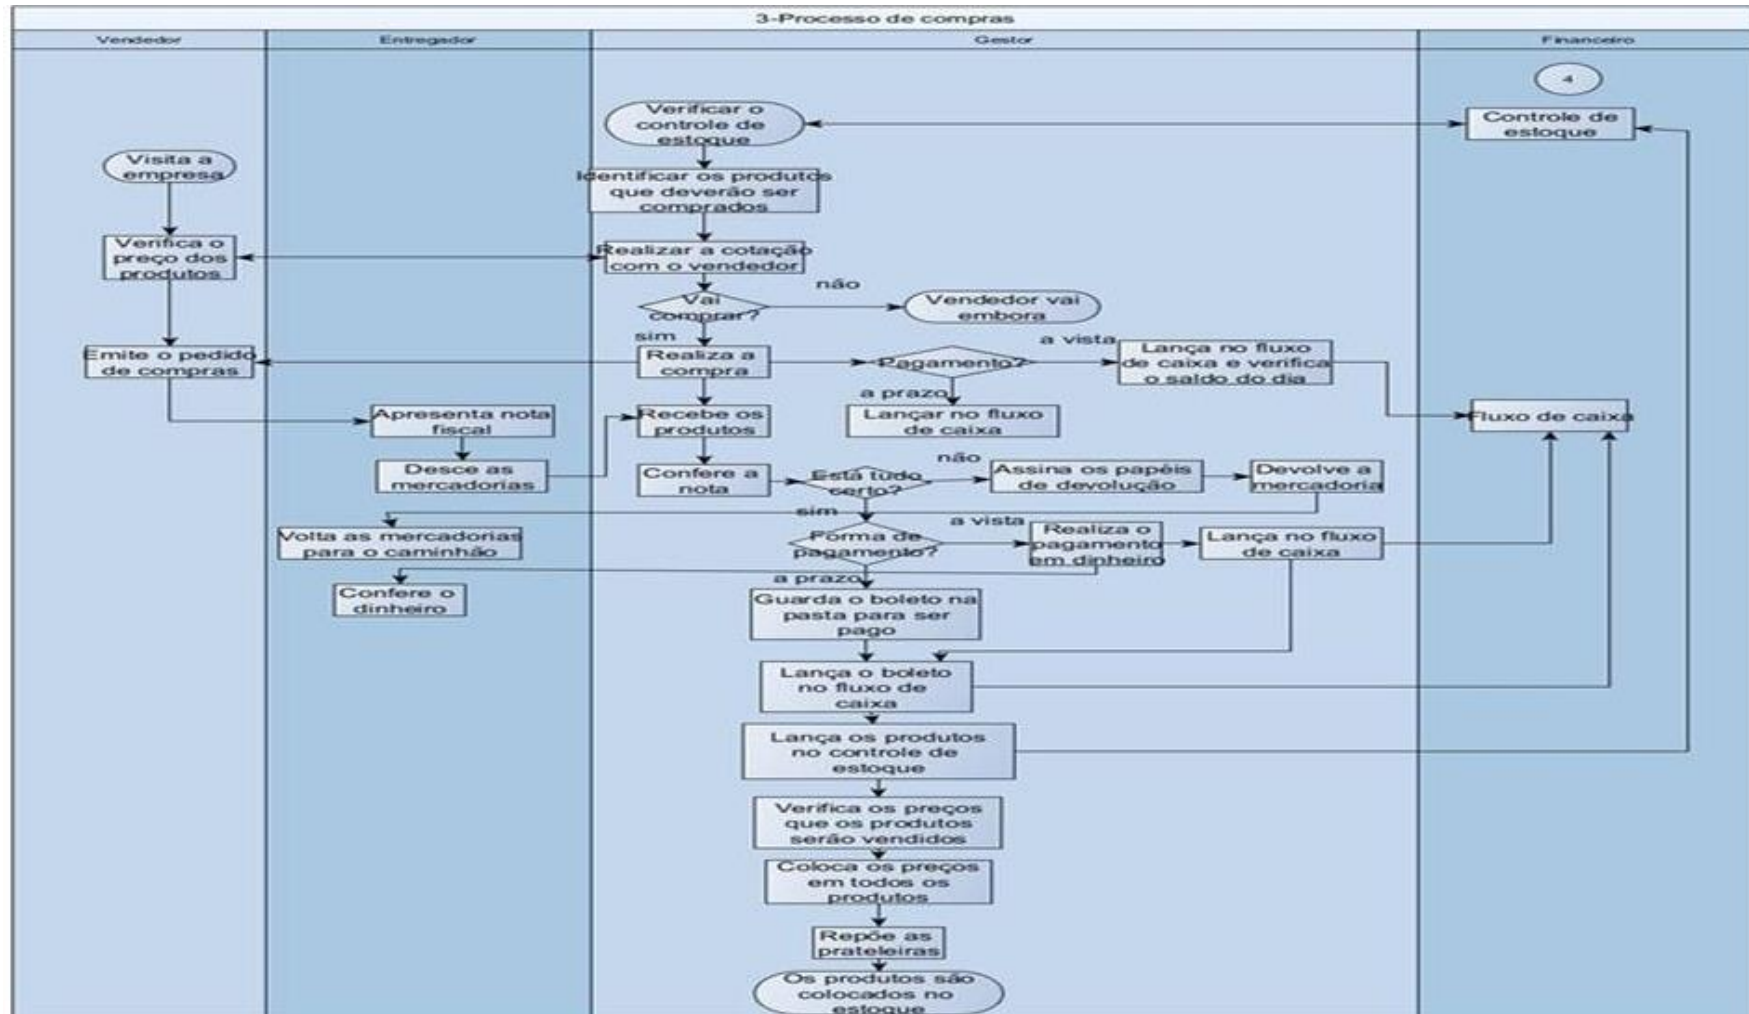 3-Processo de compras
Vendedor
Entregador
Gestor
Financeiro
4
Verificar o
controle de
estoque
Controle de
estoque
Visita a
empresa
Identificar os produtos
que deverão ser
comprados
Verifica o
preço dos
produtos
Realizar a cotação
com o vendedor
não
Vai
comprar?
Vendedor vai
embora
sim
a vista
Emite o pedido
de compras
Realiza a
compra
Pagamento?
Lança no fluxo
de caixa e verifica
o saldo do dia
a prazo
Apresenta nota
fiscal
Recebe os
produtos
Lançar no fluxo
de caixa
Fluxo de caixa
não
Desce as
mercadorias
Confere a
nota
Está tudo
certo?
Assina os papéis
de devolução
Devolve a
mercadoria
sim
a vista
Volta as mercadorias
para o caminhão
Forma de
pagamento?
Realiza o
pagamento
em dinheiro
Lança no fluxo
de caixa
a prazo
Confere o
dinheiro
Guarda o boleto na
pasta para ser
pago
Lança o boleto
no fluxo de
caixa
Lança os produtos
no controle de
estoque
Verifica os preços
que os produtos
serão vendidos
Coloca os preços
em todos os
produtos
Repõe as
prateleiras
Os produtos são
colocados no
estoque